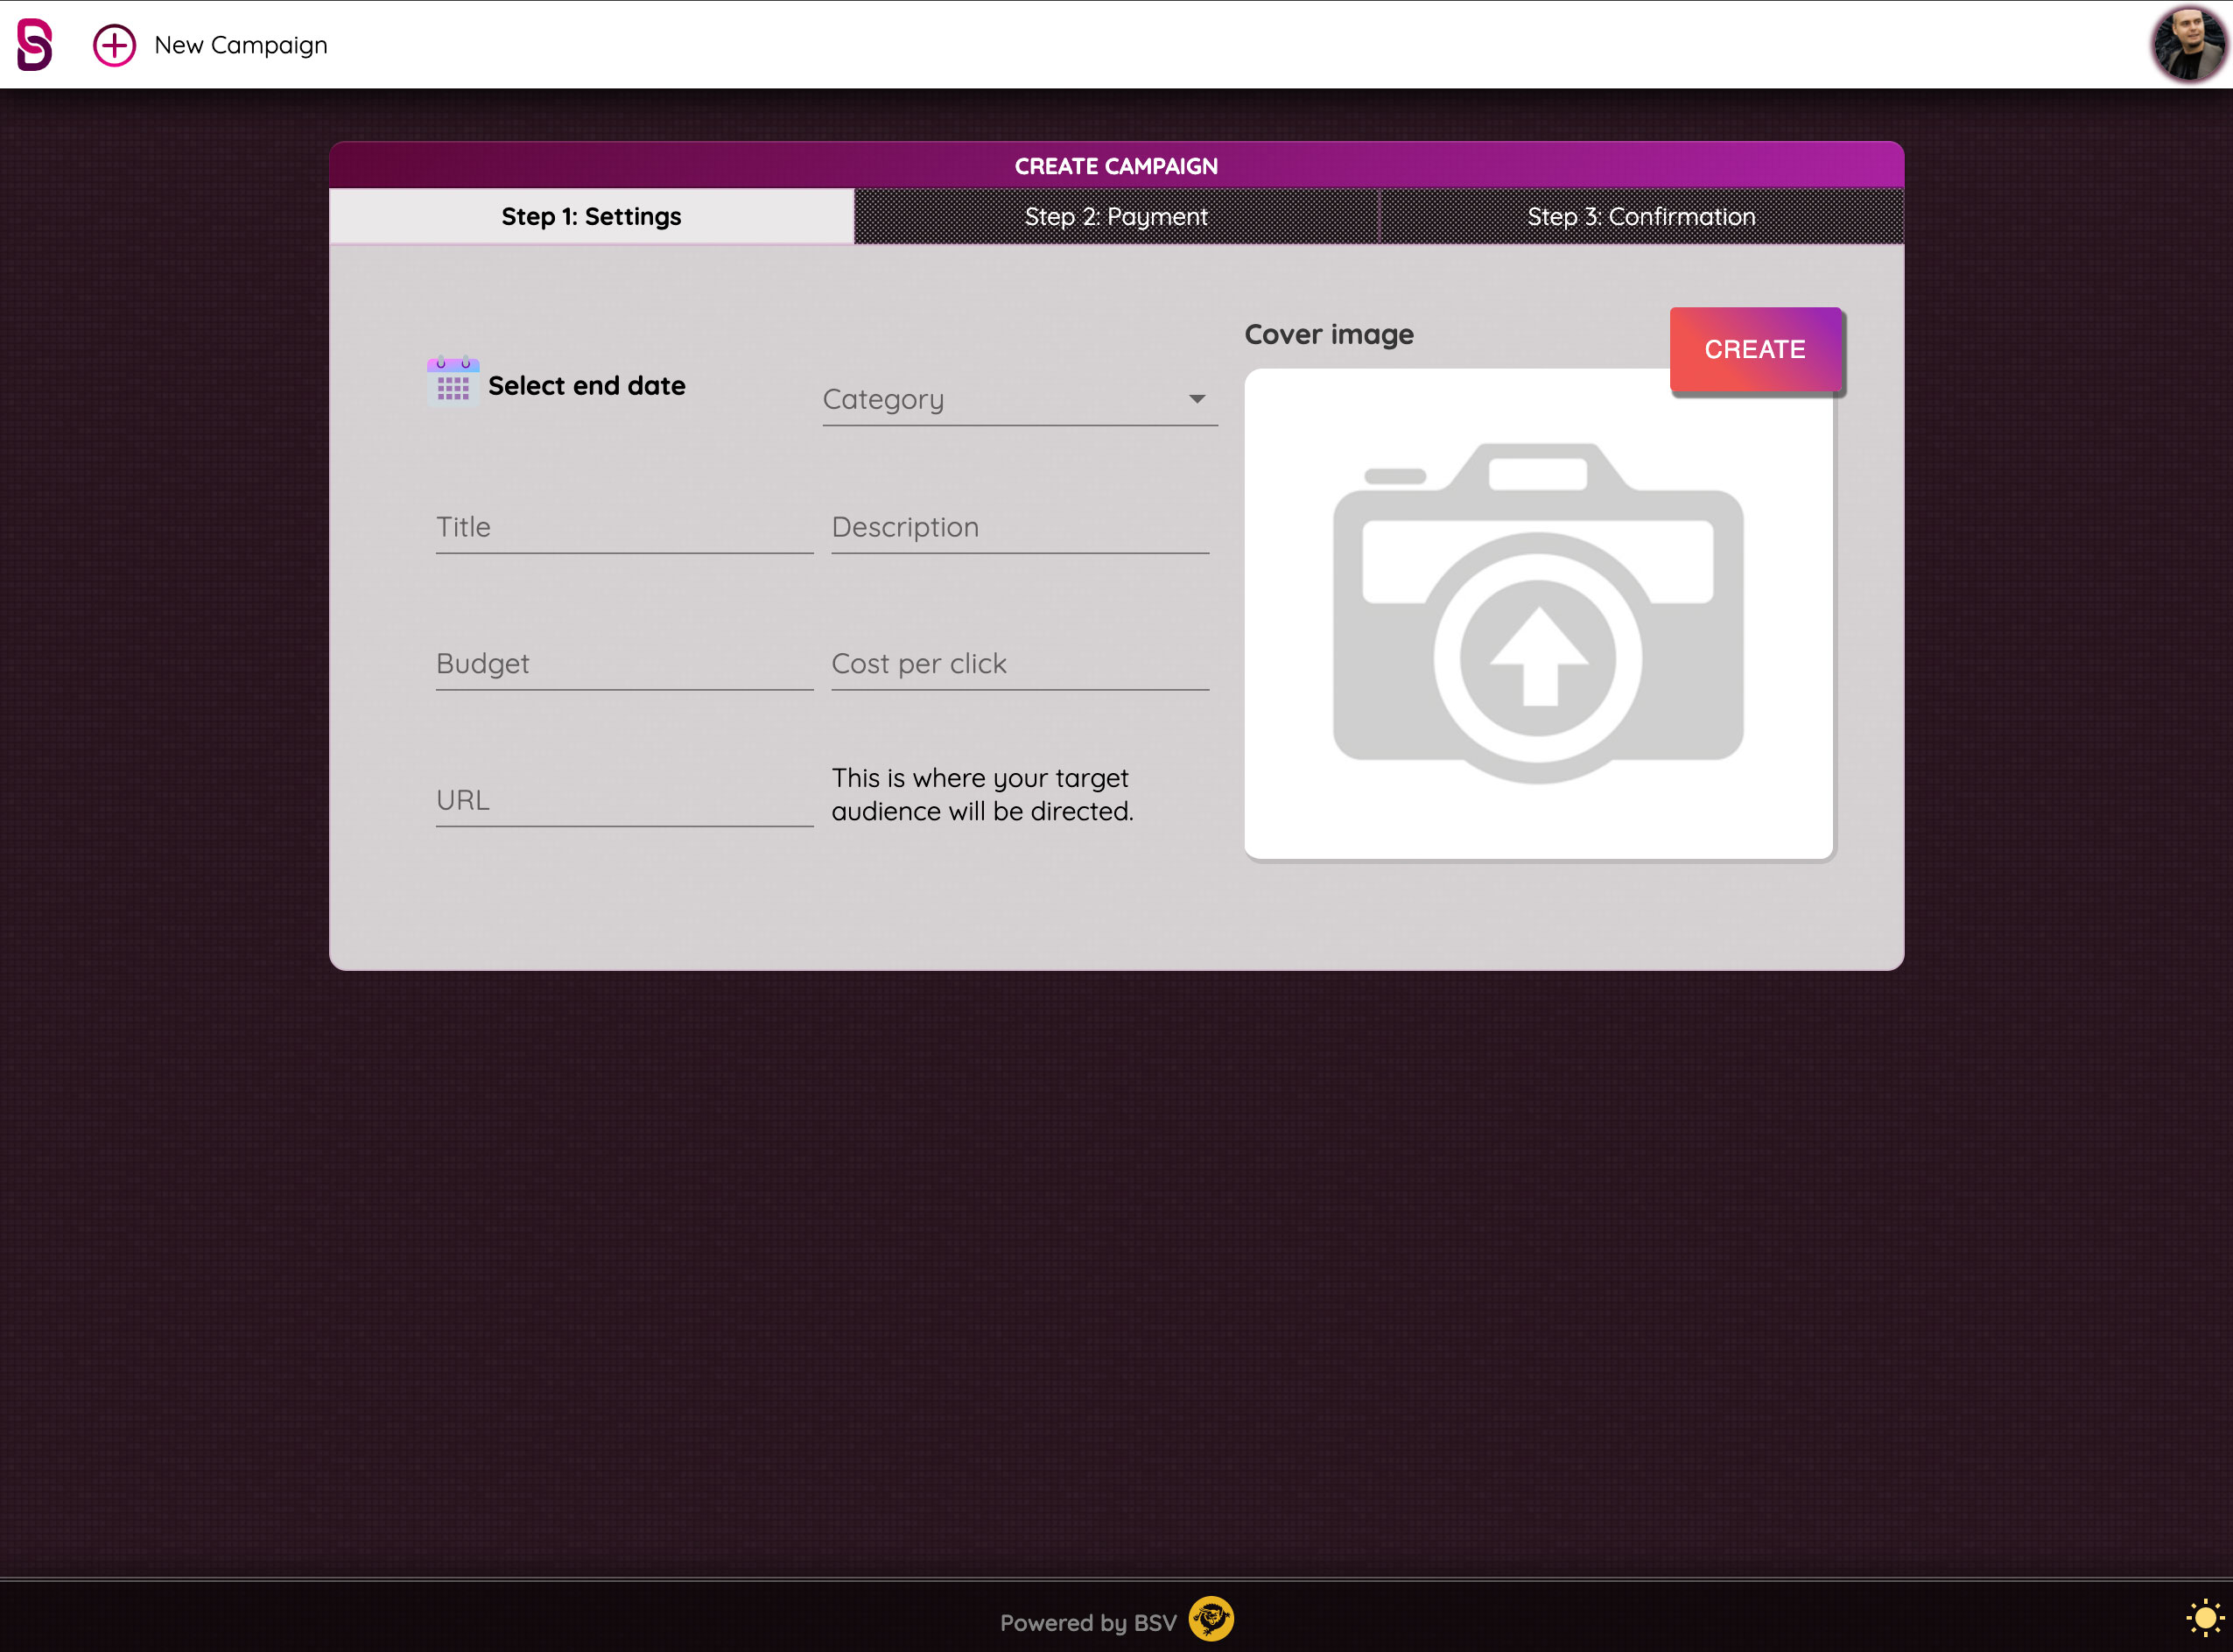 New Campaign
CREATE CAMPAIGN
Step 1: Settings
Step 2: Payment
Step 3: Confirmation
Select end date
Category
Title
Description
Budget
Cost per click
URL
This is where your target
audience will be directed.
Cover image
CREATE
Powered by BSV